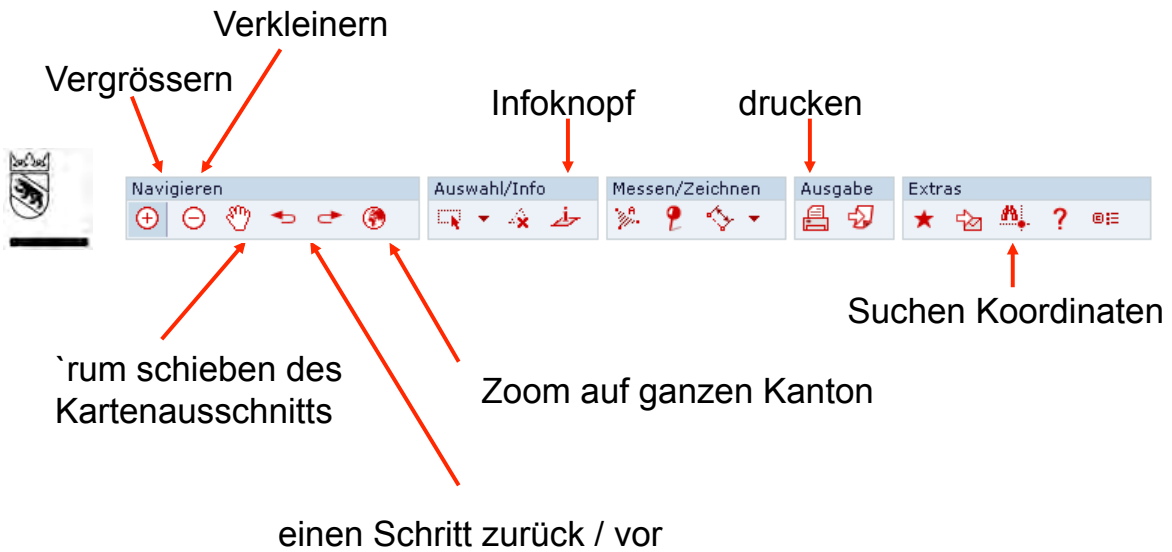 Verkleinern
Vergrössern
Infoknopf
drucken
Navigieren
Auswahl/Info
Messen/Zeichnen
Ausgabe
Extras
Suchen Koordinaten
`rum schieben des
Kartenausschnitts
Zoom auf ganzen Kanton
einen Schritt zurück / vor